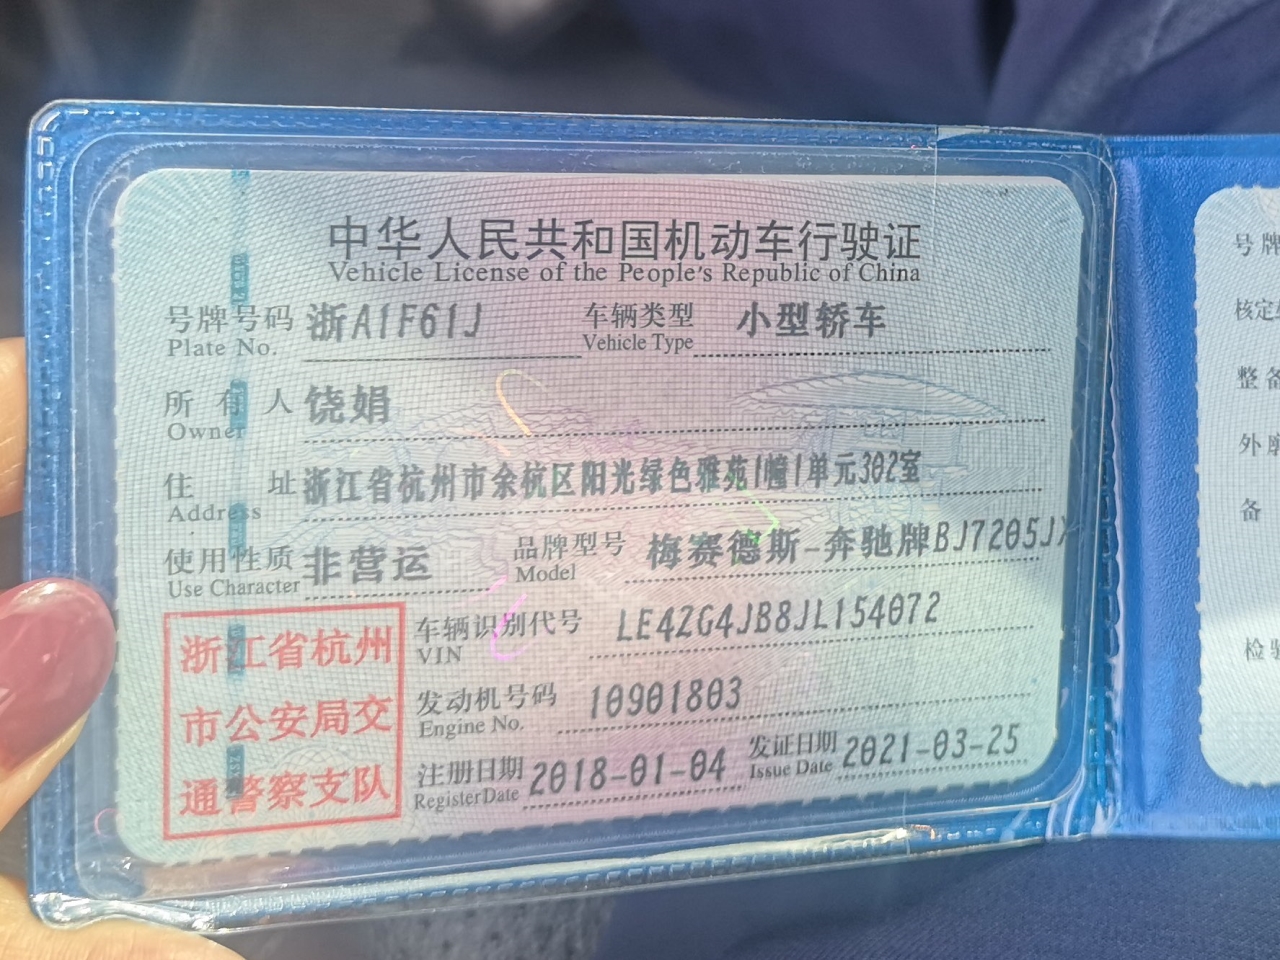 中华人民共和国机动车行驶证
Vehicle License of the People's Republic of China
号牌号码 浙A1F61J 车辆类型 小型轿车
Plate No. Vehicle Type
所有人 饶娟
Owner
住址 浙江省杭州市余杭区阳光绿色雅苑1幢1单元302室
Address
使用性质 非营运 品牌型号 梅赛德斯-奔驰牌BJ7205J
Use Character Model
浙江省杭州
市公安局交
通警察支队
车辆识别代号 LE4ZG4JB8JL154072
VIN
发动机号码 10901803
Engine No.
注册日期 2018-01-04 发证日期 2021-03-25
Register Date Issue Date
号牌
核定
整备
外
备
检验